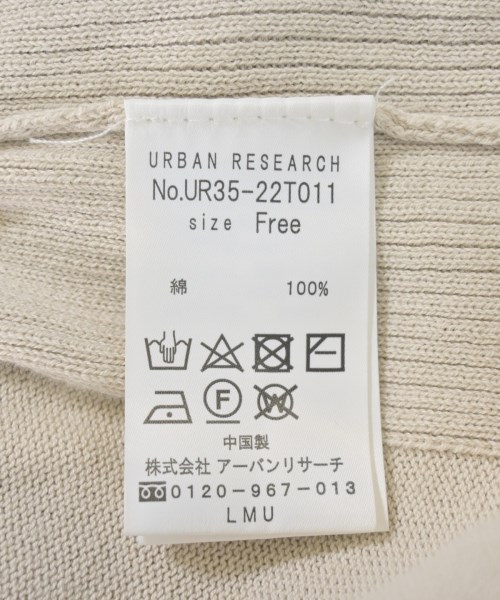 URBAN RESEARCH
No.UR35-22T011
size Free
綿 100%
F W
中国製
株式会社 アーバンリサーチ
0120-967-013
LMU